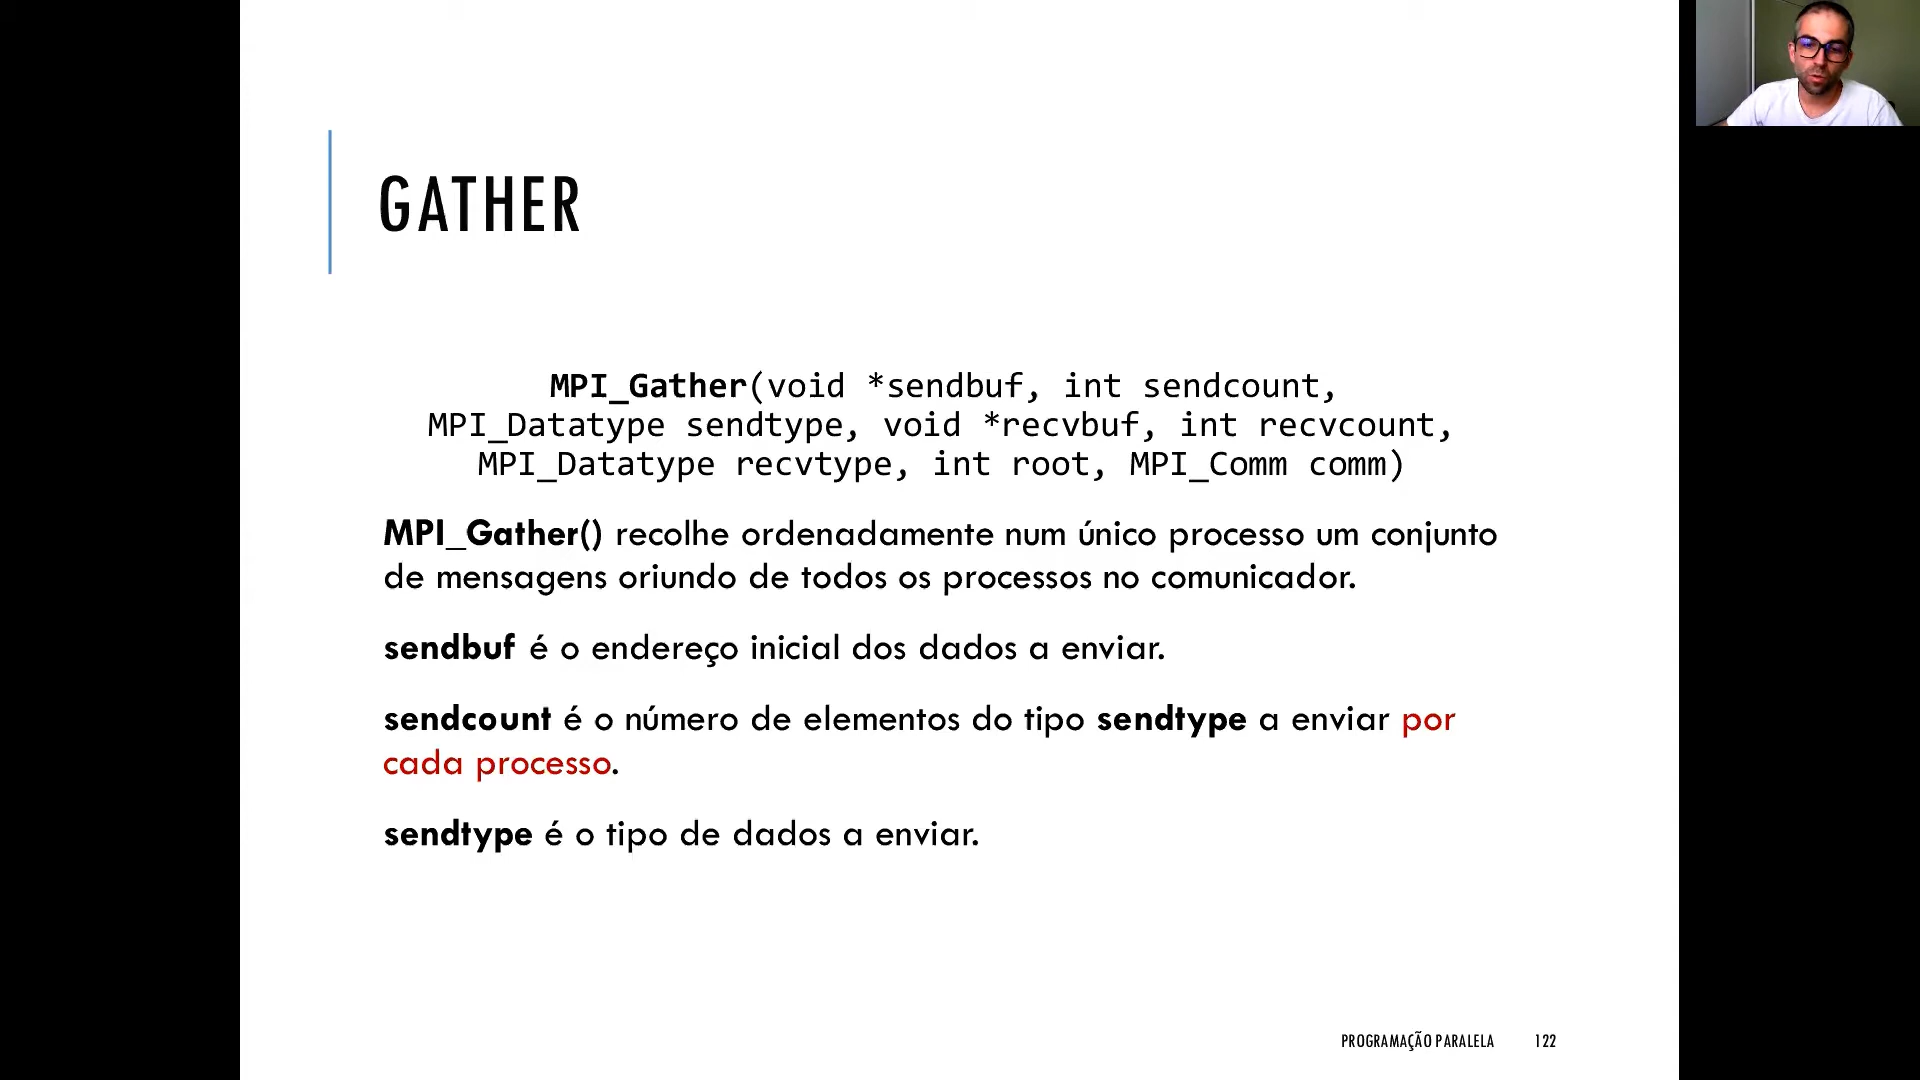 GATHER
MPI_Gather(void *sendbuf, int sendcount,
MPI_Datatype sendtype, void *recvbuf, int recvcount,
MPI_Datatype recvtype, int root, MPI_Comm comm)
MPI_Gather() recolhe ordenadamente num único processo um conjunto
de mensagens oriundo de todos os processos no comunicador.
sendbuf é o endereço inicial dos dados a enviar.
sendcount é o número de elementos do tipo sendtype a enviar por
cada processo.
sendtype é o tipo de dados a enviar.
PROGRAMAÇÃO PARALELA 122